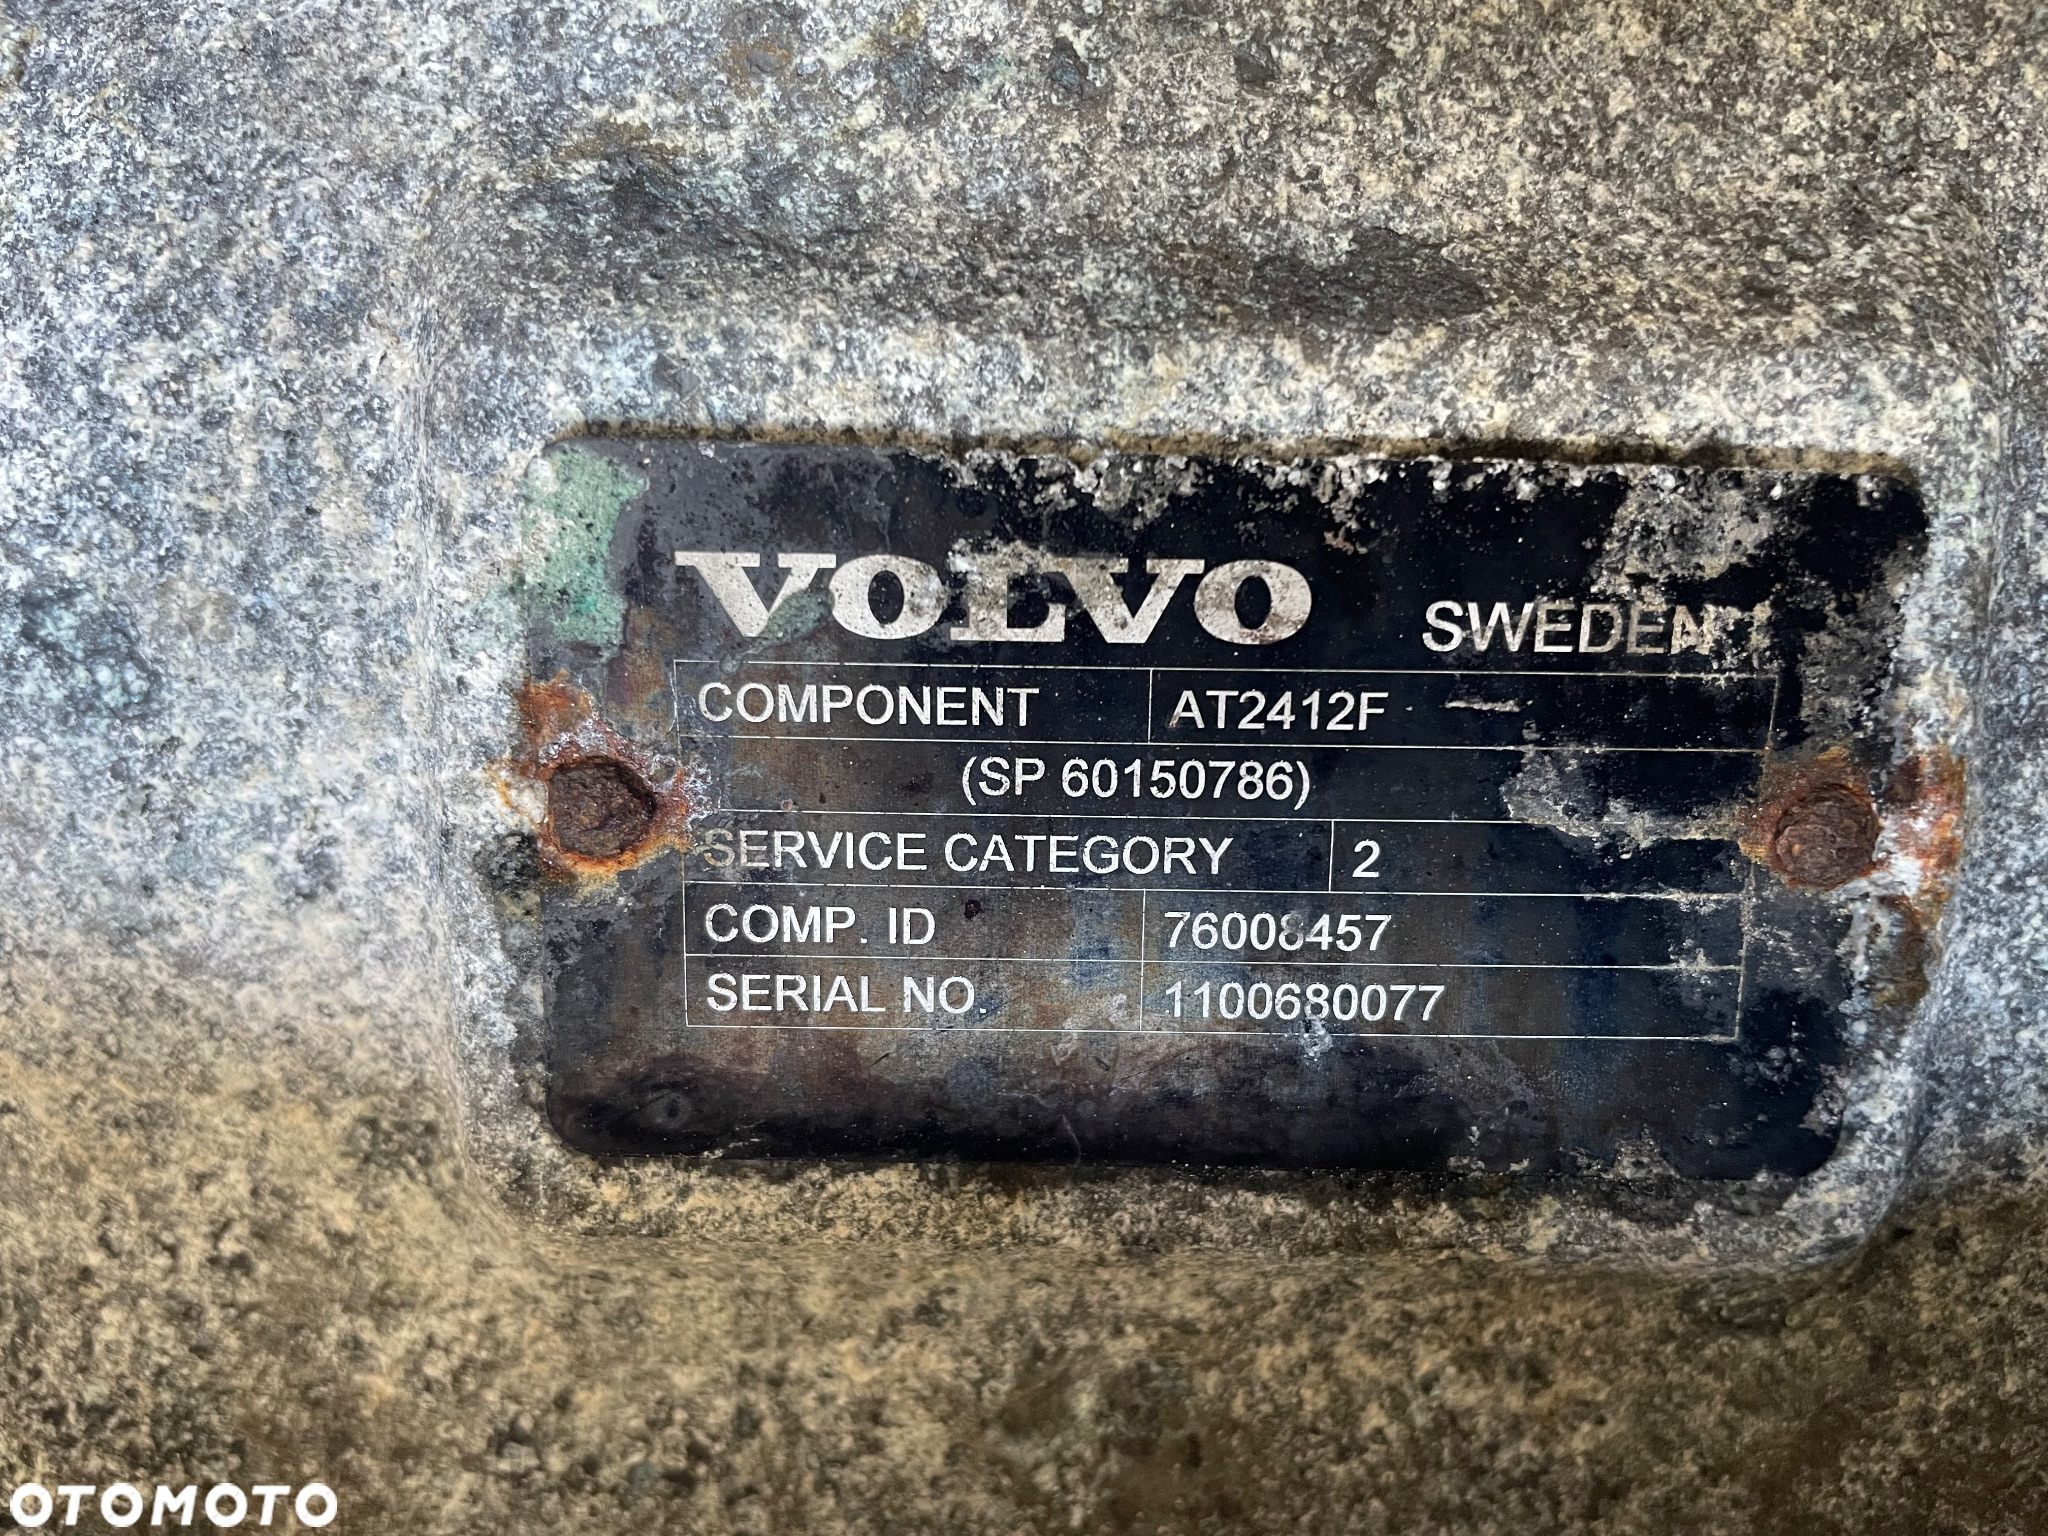 VOLVO SWEDEN
COMPONENT AT2412F
(SP 60150786)
SERVICE CATEGORY 2
COMP. ID 76008457
SERIAL NO. 1100680077
OTOMOTO